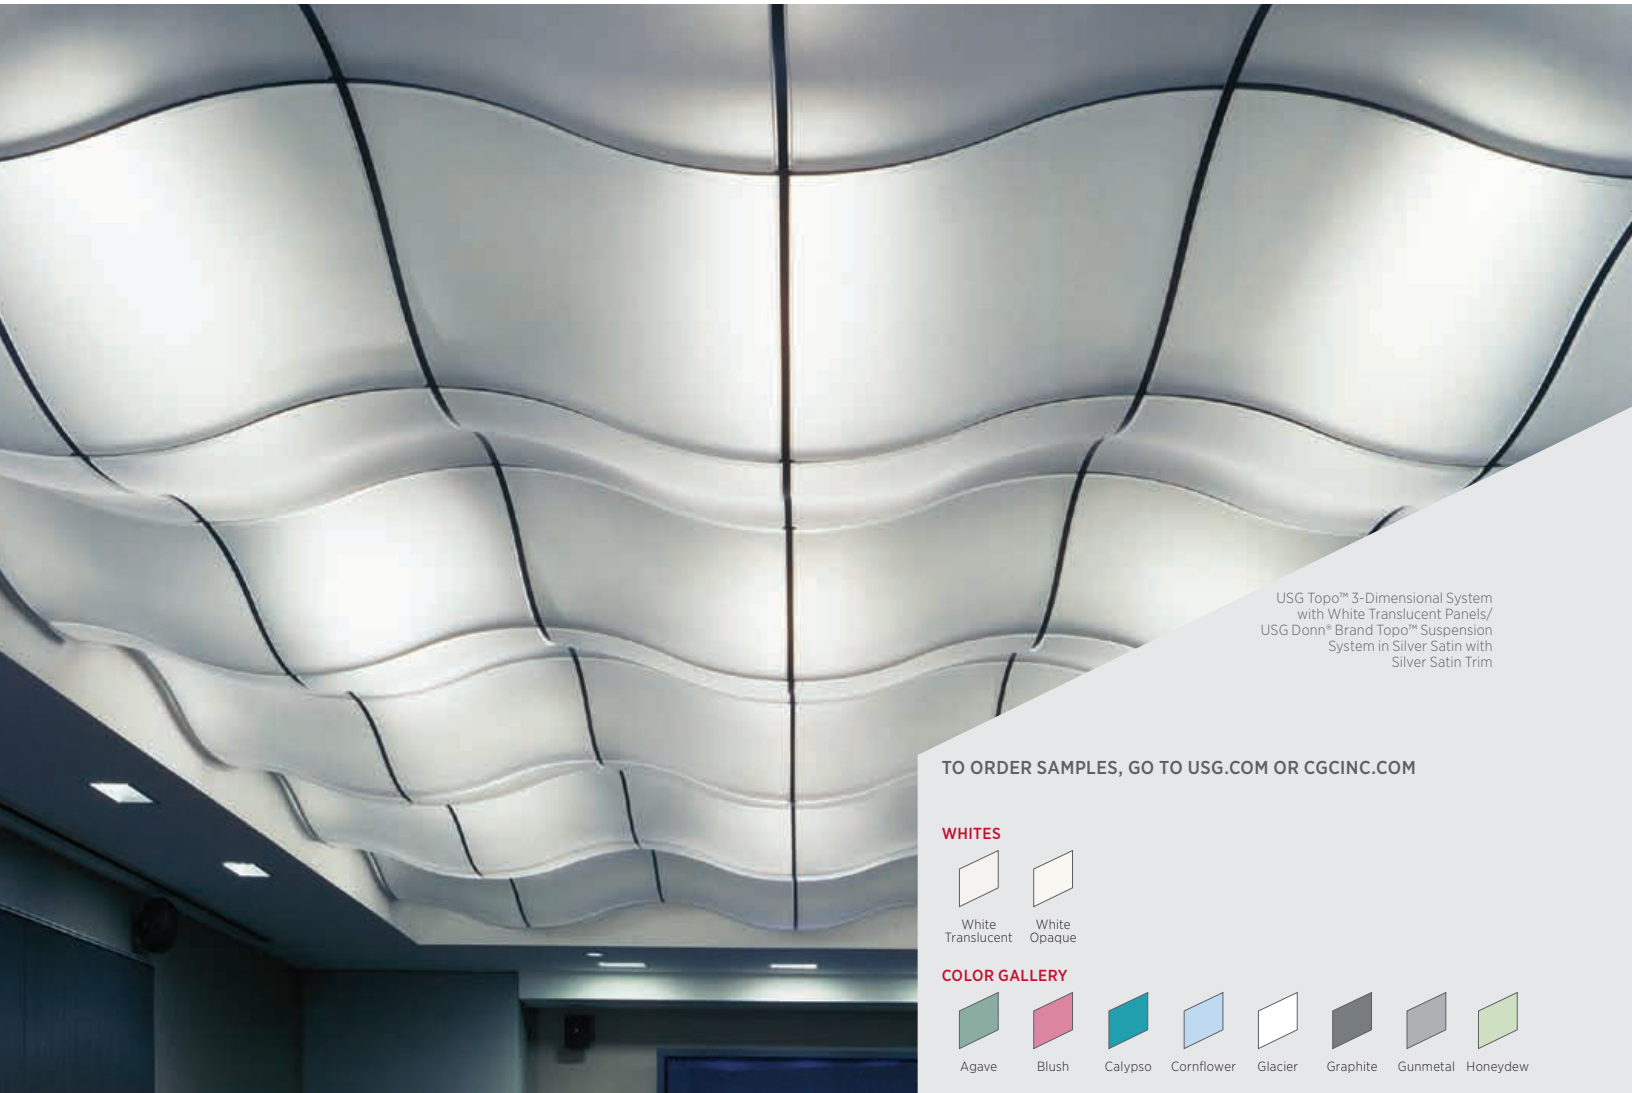 USG Topo™ 3-Dimensional System
with White Translucent Panels/
USG Donn® Brand Topo™ Suspension
System in Silver Satin with
Silver Satin Trim
TO ORDER SAMPLES, GO TO USG.COM OR CGCINC.COM
WHITES
White
Translucent
White
Opaque
COLOR GALLERY
Agave
Blush
Calypso
Cornflower
Glacier
Graphite
Gunmetal
Honeydew